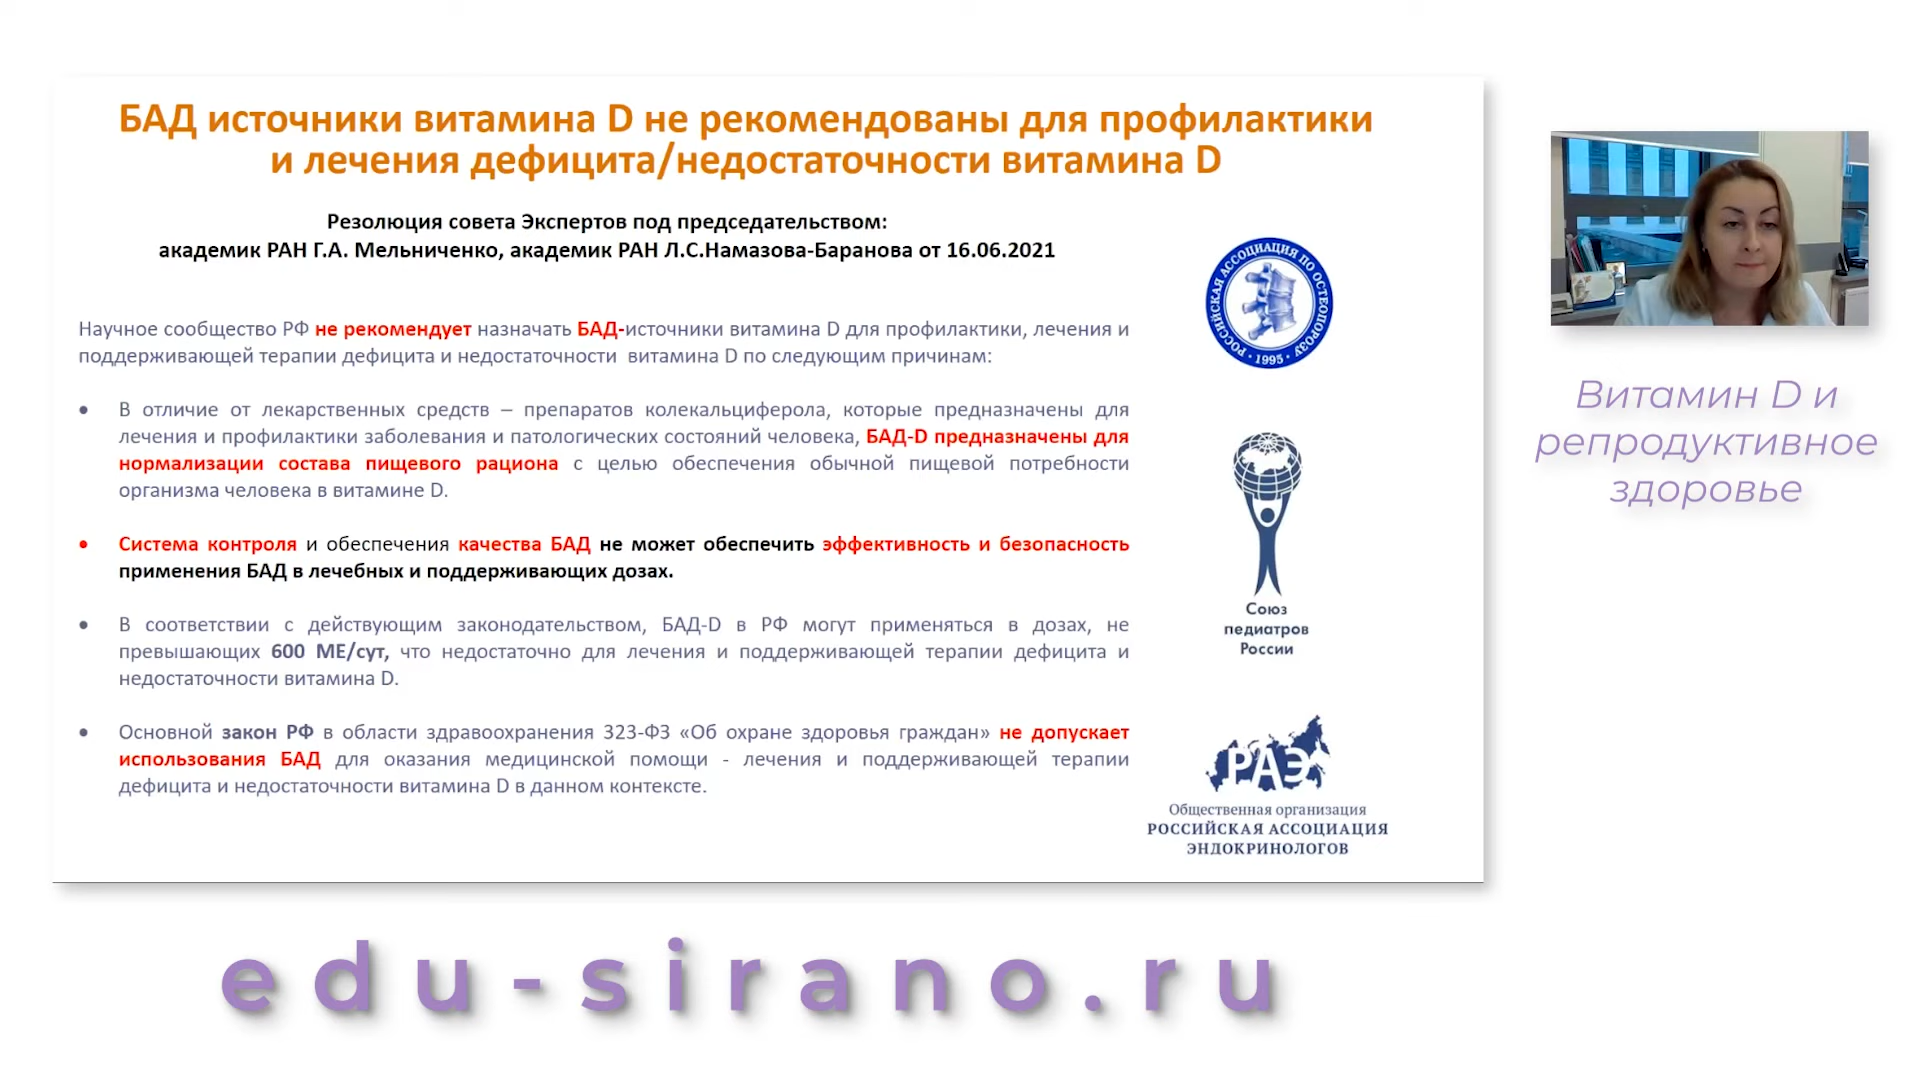 БАД источники витамина D не рекомендованы для профилактики
и лечения дефицита/недостаточности витамина D
Резолюция совета Экспертов под председательством:
академик РАН Г.А. Мельниченко, академик РАН Л.С.Намазова-Баранова от 16.06.2021
Научное сообщество РФ не рекомендует назначать БАД-источники витамина D для профилактики, лечения и
поддерживающей терапии дефицита и недостаточности витамина D по следующим причинам:
• В отличие от лекарственных средств – препаратов колекальциферола, которые предназначены для
лечения и профилактики заболевания и патологических состояний человека, БАД-D предназначены для
нормализации состава пищевого рациона с целью обеспечения обычной пищевой потребности
организма человека в витамине D.
• Система контроля и обеспечения качества БАД не может обеспечить эффективность и безопасность
применения БАД в лечебных и поддерживающих дозах.
• В соответствии с действующим законодательством, БАД-D в РФ могут применяться в дозах, не
превышающих 600 МЕ/сут, что недостаточно для лечения и поддерживающей терапии дефицита и
недостаточности витамина D.
• Основной закон РФ в области здравоохранения 323-ФЗ «Об охране здоровья граждан» не допускает
использования БАД для оказания медицинской помощи - лечения и поддерживающей терапии
дефицита и недостаточности витамина D в данном контексте.
РОССИЙСКАЯ АССОЦИАЦИЯ ПО ОСТЕОПОРОЗУ
• 1995 •
Союз
педиатров
России
РАЭ
Общественная организация
РОССИЙСКАЯ АССОЦИАЦИЯ
ЭНДОКРИНОЛОГОВ
Витамин D и
репродуктивное
здоровье
edu-sirano.ru